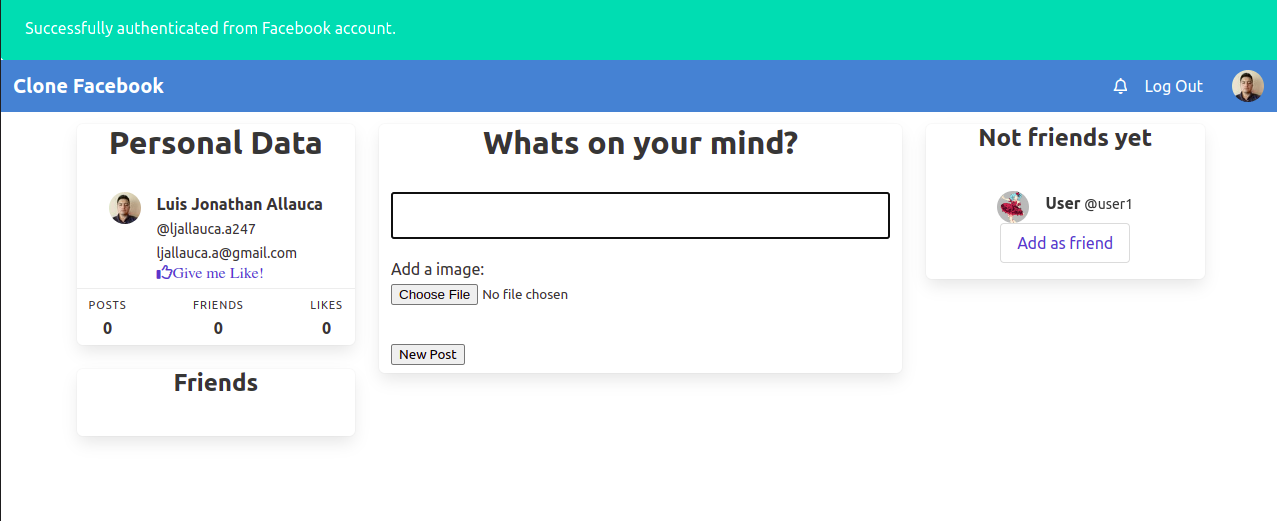 Successfully authenticated from Facebook account.
Clone Facebook
Log Out
Personal Data
Luis Jonathan Allauca
@ljallauca.a247
ljallauca.a@gmail.com
Give me Like!
POSTS FRIENDS LIKES
0 0 0
Friends
Whats on your mind?
Add a image:
Choose File No file chosen
New Post
Not friends yet
User @user1
Add as friend